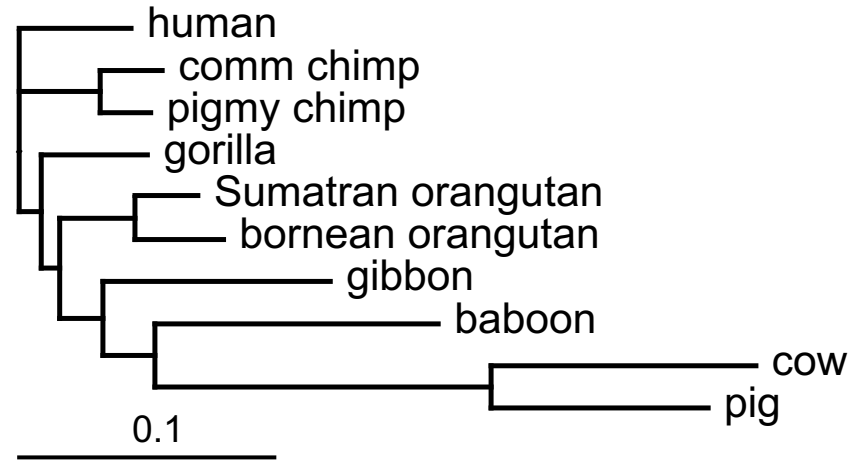 human
comm chimp
pigmy chimp
gorilla
Sumatran orangutan
bornean orangutan
gibbon
baboon
cow
pig
0.1